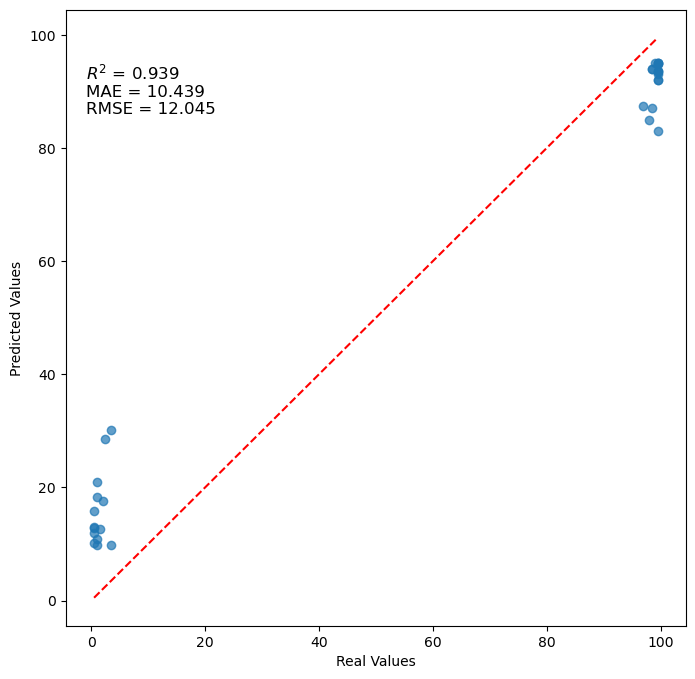 100
R² = 0.939
MAE = 10.439
RMSE = 12.045
80
60
Predicted Values
40
20
0
0 20 40 60 80 100
Real Values